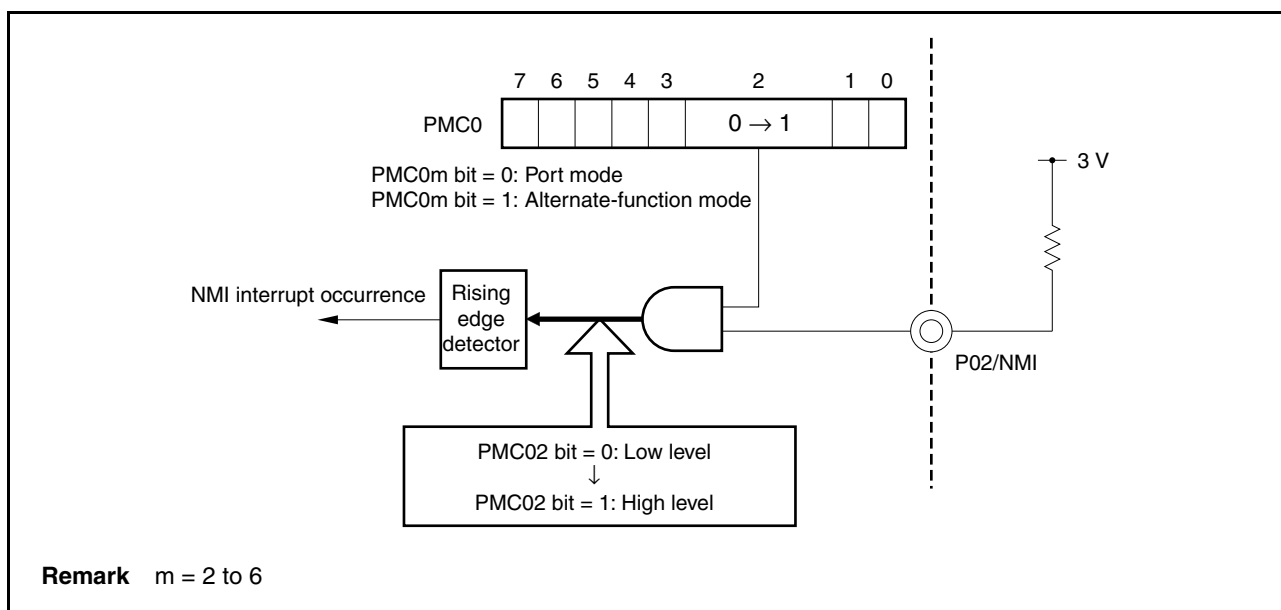 7 6 5 4 3 2 1 0
PMC0 0 → 1
3 V
PMC0m bit = 0: Port mode
PMC0m bit = 1: Alternate-function mode
NMI interrupt occurrence
Rising
edge
detector
P02/NMI
PMC02 bit = 0: Low level
↓
PMC02 bit = 1: High level
Remark m = 2 to 6